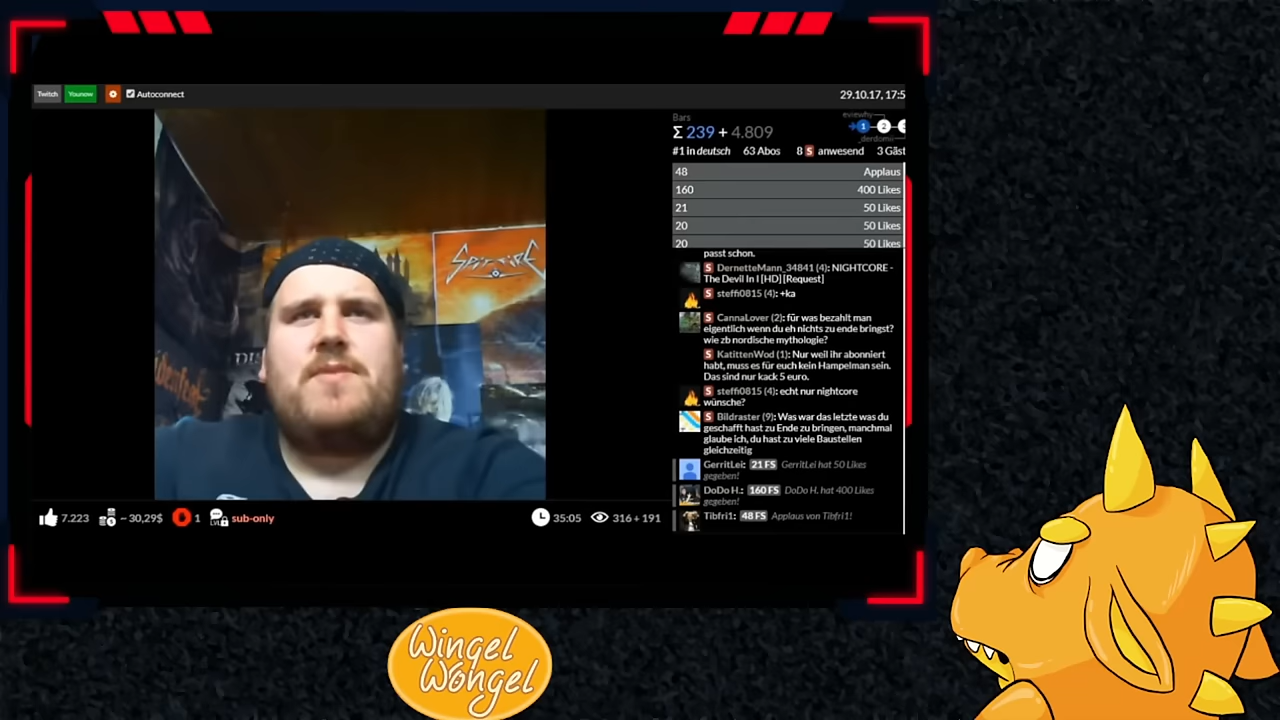 Twitch Younow Autoconnect 29.10.17, 17:5
Bars
Σ 239 + 4.809
1 2
#1 in deutsch 63 Abos 8 S anwesend 3 Gäst
48 Applaus
160 400 Likes
21 50 Likes
20 50 Likes
20 50 Likes
passt schon.
S DernetteMann_34841 (4): NIGHTCORE -
The Devil In I [HD] [Request]
S steffi0815 (4): +ka
S CannaLover (2): für was bezahlt man
eigentlich wenn du eh nichts zu ende bringst?
wie zb nordische mythologie?
S KatittenWod (1): Nur weil ihr abonniert
habt, muss es für euch kein Hampelman sein.
Das sind nur kack 5 euro.
S steffi0815 (4): echt nur nightcore
wünsche?
S Bildraster (9): Was war das letzte was du
geschafft hast zu Ende zu bringen, manchmal
glaube ich, du hast zu viele Baustellen
gleichzeitig
GerritLei: 21 FS GerritLei hat 50 Likes
gegeben!
DoDo H.: 160 FS DoDo H. hat 400 Likes
gegeben!
Tibfri1: 48 FS Applaus von Tibfri1!
7.223 ~ 30,29$ 1 LVL sub-only 35:05 316 + 191
Wingel
Wongel